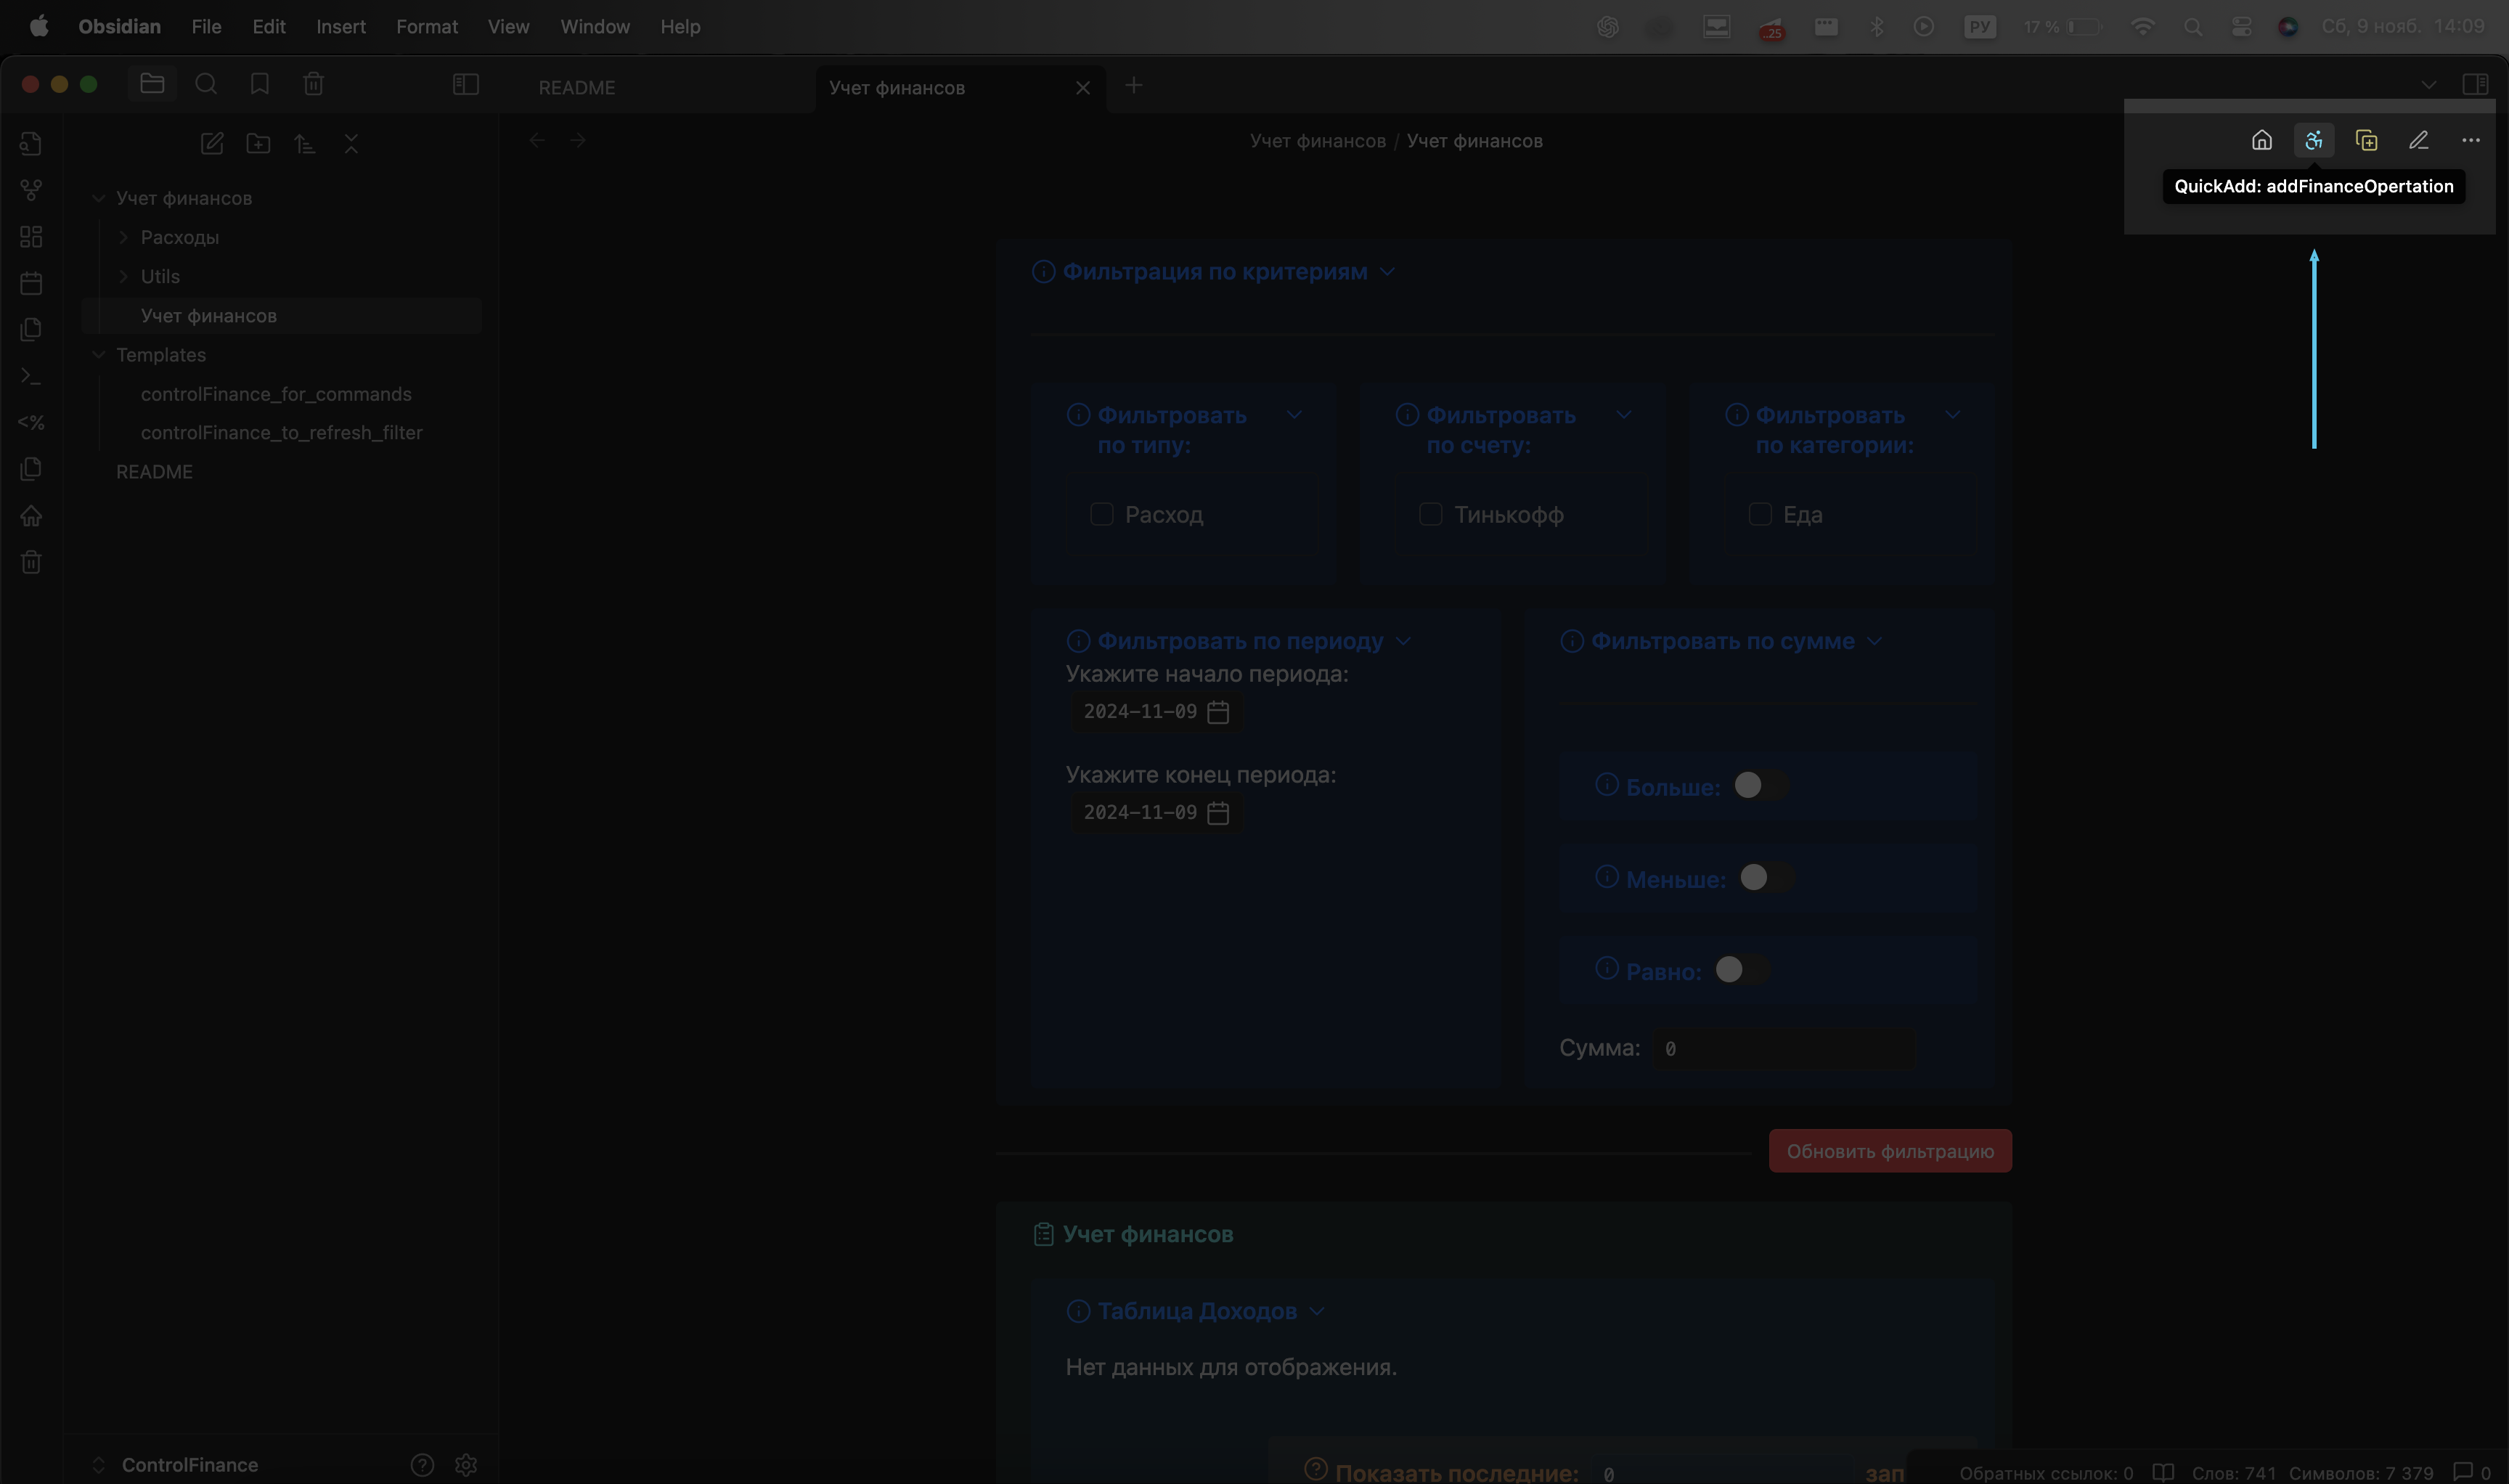 Obsidian File Edit Insert Format View Window Help
..25
РУ 17 % Сб, 9 нояб. 14:09
README
Учет финансов
Учет финансов / Учет финансов
QuickAdd: addFinanceOpertation
Учет финансов
Расходы
Utils
Учет финансов
Templates
controlFinance_for_commands
controlFinance_to_refresh_filter
README
<%
Фильтрация по критериям
Фильтровать
по типу:
Расход
Фильтровать
по счету:
Тинькофф
Фильтровать
по категории:
Еда
Фильтровать по периоду
Укажите начало периода:
2024-11-09
Укажите конец периода:
2024-11-09
Фильтровать по сумме
Больше:
Меньше:
Равно:
Сумма: 0
Обновить фильтрацию
Учет финансов
Таблица Доходов
Нет данных для отображения.
Показать последние: 0 зап
ControlFinance
Обратных ссылок: 0 Слов: 741 Символов: 7 379 0